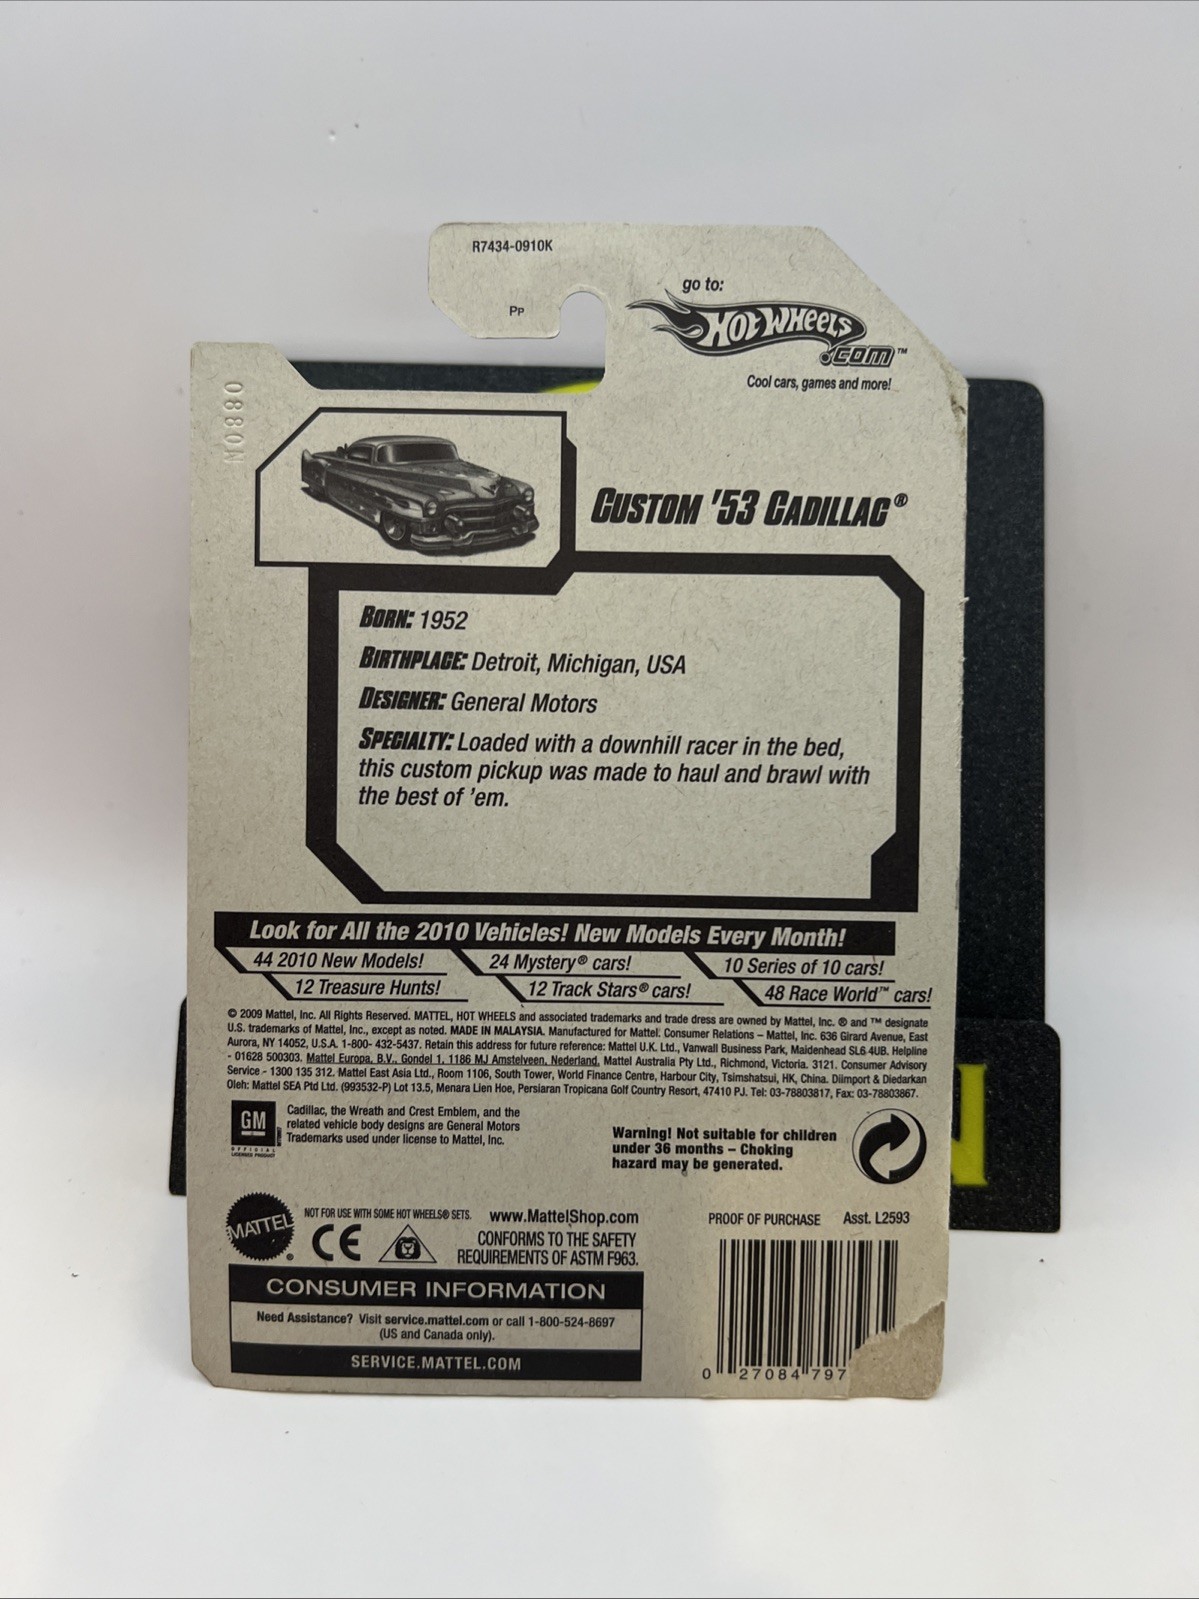 R7434-0910K
PP
go to:
HOT WHEELS
.COM™
Cool cars, games and more!
M0880
CUSTOM '53 CADILLAC®
BORN: 1952
BIRTHPLACE: Detroit, Michigan, USA
DESIGNER: General Motors
SPECIALTY: Loaded with a downhill racer in the bed,
this custom pickup was made to haul and brawl with
the best of 'em.
Look for All the 2010 Vehicles! New Models Every Month!
44 2010 New Models! 24 Mystery® cars! 10 Series of 10 cars!
12 Treasure Hunts! 12 Track Stars® cars! 48 Race World™ cars!
© 2009 Mattel, Inc. All Rights Reserved. MATTEL, HOT WHEELS and associated trademarks and trade dress are owned by Mattel, Inc. ® and ™ designate
U.S. trademarks of Mattel, Inc., except as noted. MADE IN MALAYSIA. Manufactured for Mattel. Consumer Relations – Mattel, Inc. 636 Girard Avenue, East
Aurora, NY 14052, U.S.A. 1-800- 432-5437. Retain this address for future reference: Mattel U.K. Ltd., Vanwall Business Park, Maidenhead SL6 4UB. Helpline
- 01628 500303. Mattel Europa, B.V., Gondel 1, 1186 MJ Amstelveen, Nederland. Mattel Australia Pty Ltd., Richmond, Victoria. 3121. Consumer Advisory
Service - 1300 135 312. Mattel East Asia Ltd., Room 1106, South Tower, World Finance Centre, Harbour City, Tsimshatsui, HK, China. Diimport & Diedarkan
Oleh: Mattel SEA Ptd Ltd. (993532-P) Lot 13.5, Menara Lien Hoe, Persiaran Tropicana Golf Country Resort, 47410 PJ. Tel: 03-78803817, Fax: 03-78803867.
GM
OFFICIAL
LICENSED PRODUCT
Cadillac, the Wreath and Crest Emblem, and the
related vehicle body designs are General Motors
Trademarks used under license to Mattel, Inc.
Warning! Not suitable for children
under 36 months – Choking
hazard may be generated.
MATTEL®
NOT FOR USE WITH SOME HOT WHEELS® SETS. www.MattelShop.com
CE
CONFORMS TO THE SAFETY
REQUIREMENTS OF ASTM F963.
PROOF OF PURCHASE Asst. L2593
CONSUMER INFORMATION
Need Assistance? Visit service.mattel.com or call 1-800-524-8697
(US and Canada only).
SERVICE.MATTEL.COM
0 27084 797